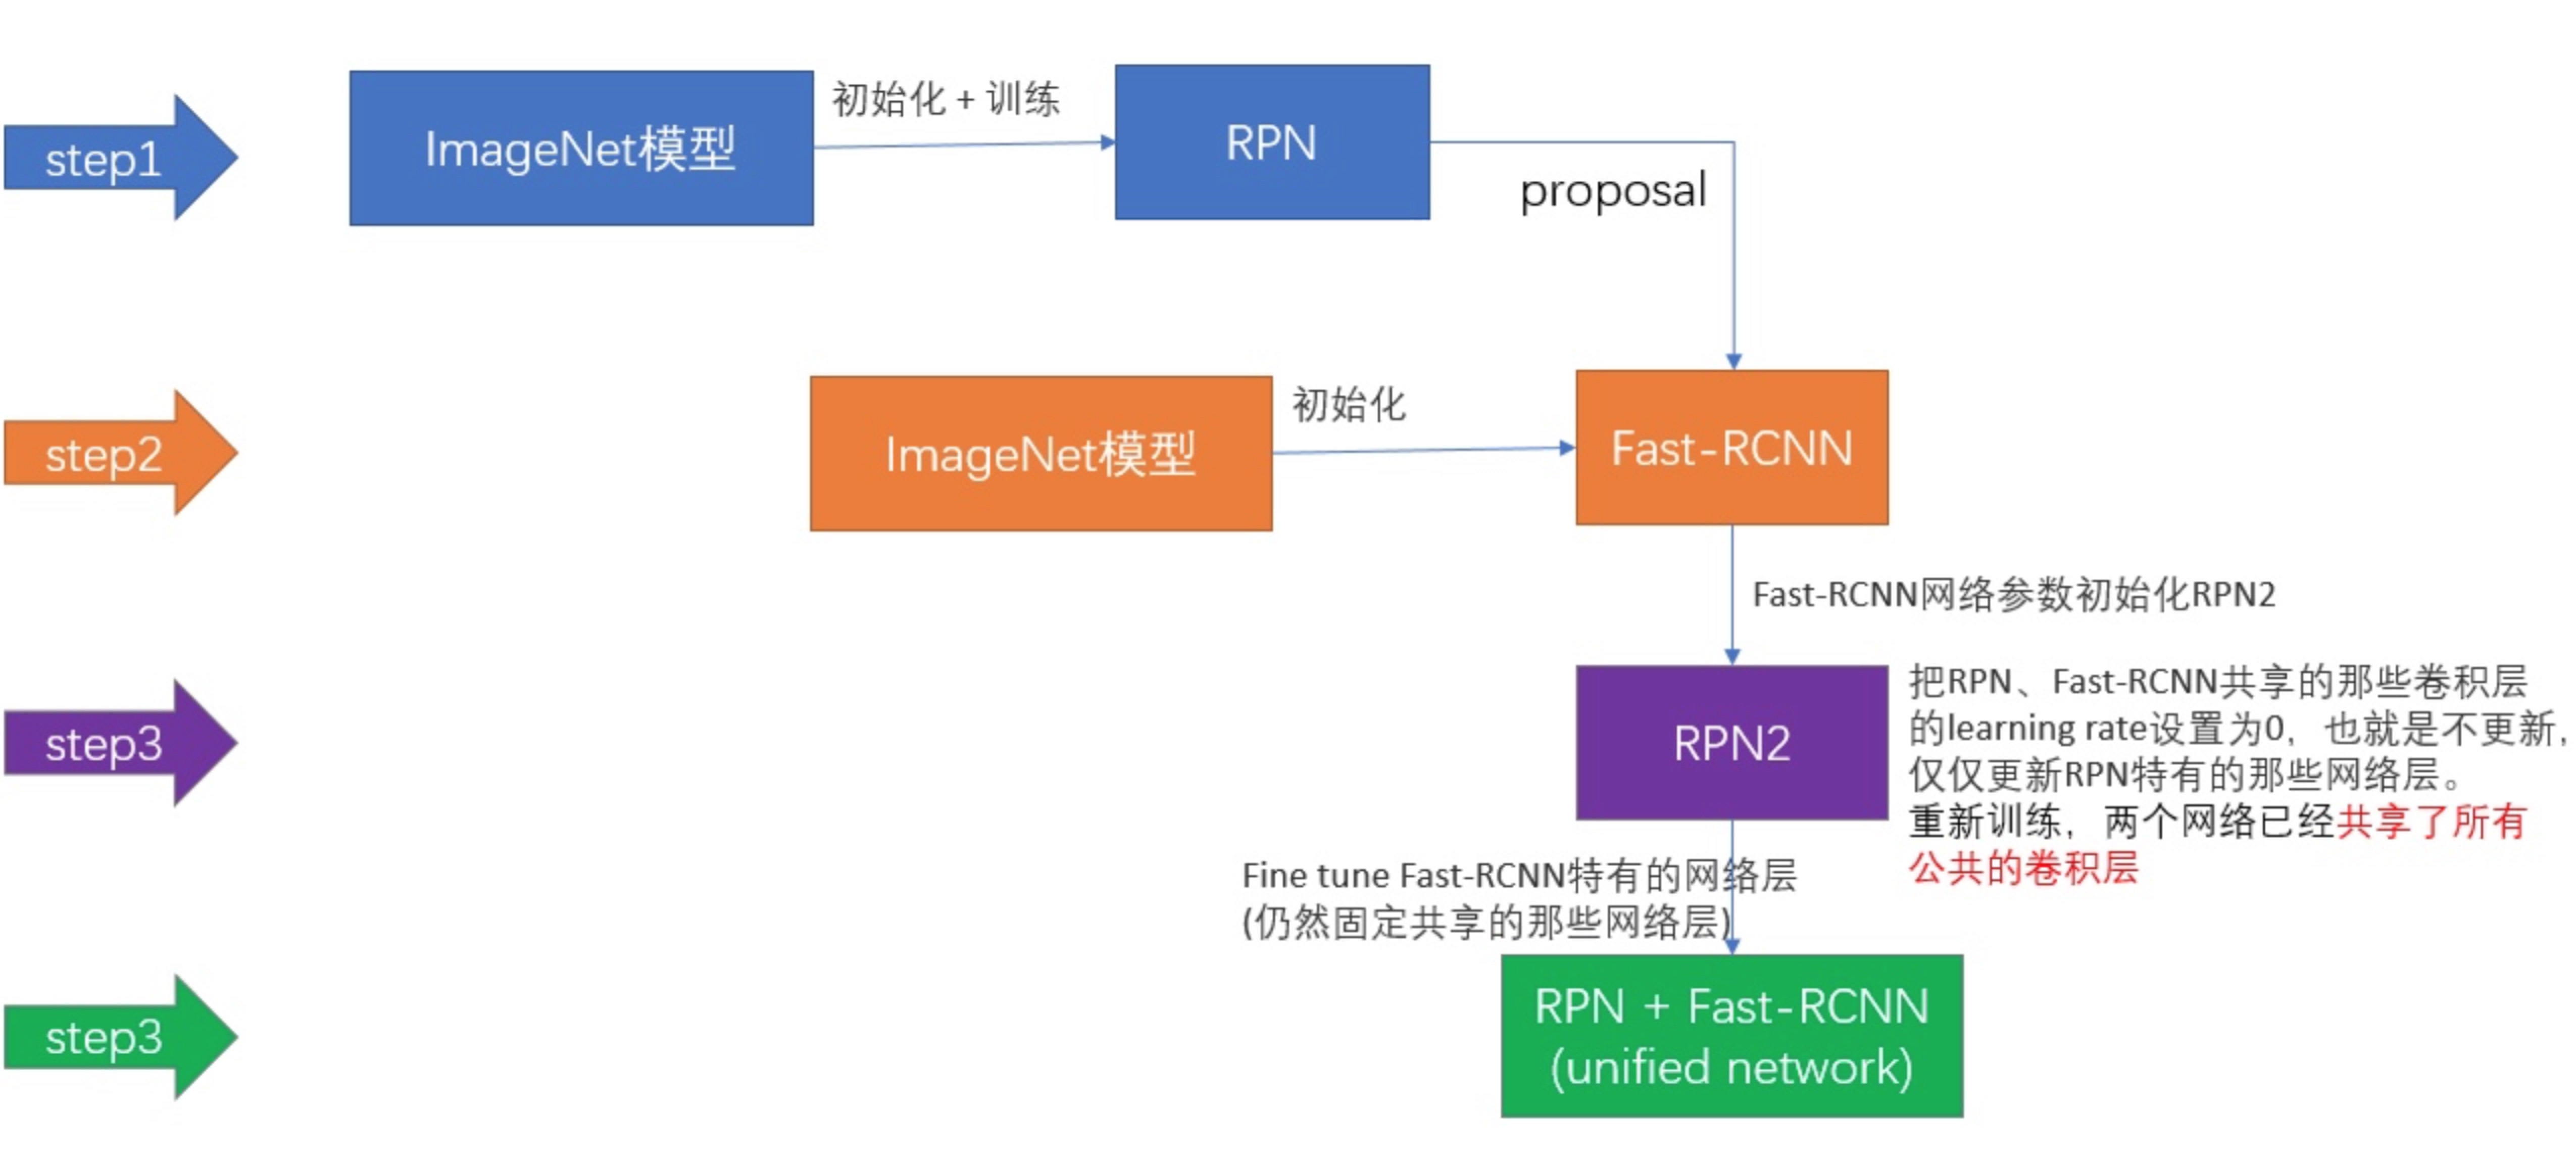 step1
ImageNet模型
初始化 + 训练
RPN
proposal
step2
ImageNet模型
初始化
Fast-RCNN
Fast-RCNN网络参数初始化RPN2
step3
RPN2
把RPN、Fast-RCNN共享的那些卷积层
的learning rate设置为0，也就是不更新，
仅仅更新RPN特有的那些网络层。
重新训练，两个网络已经共享了所有
公共的卷积层
Fine tune Fast-RCNN特有的网络层
(仍然固定共享的那些网络层)
step3
RPN + Fast-RCNN
(unified network)